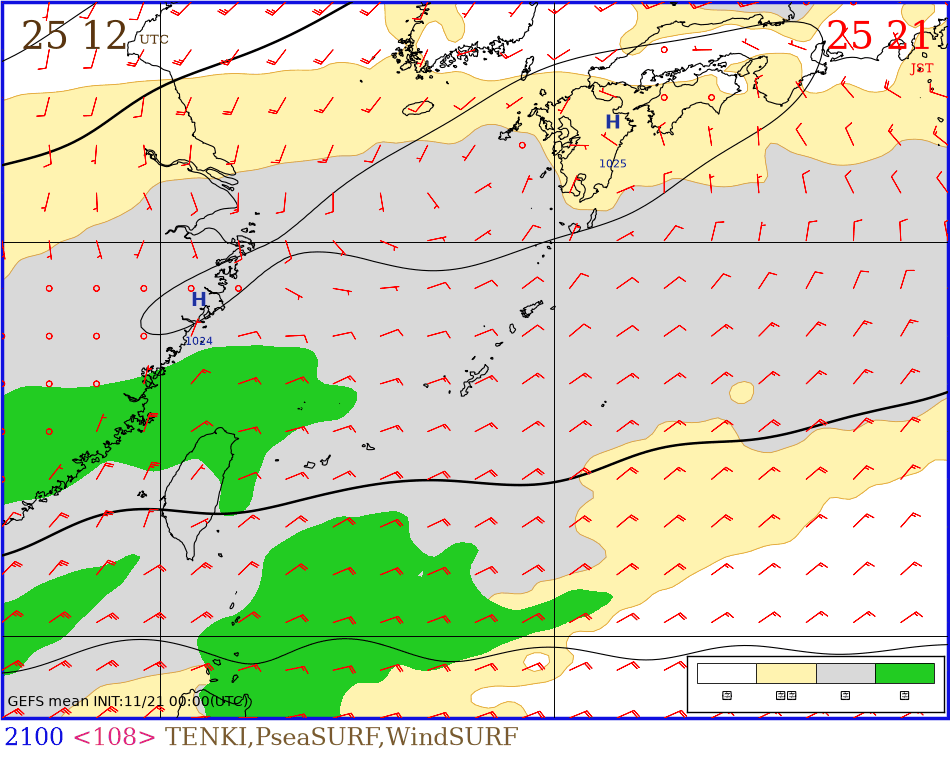 25 12 UTC
25 21
JST
H
1025
H
1024
GEFS mean INIT:11/21 00:00(UTC)
2100 <108> TENKI,PseaSURF,WindSURF